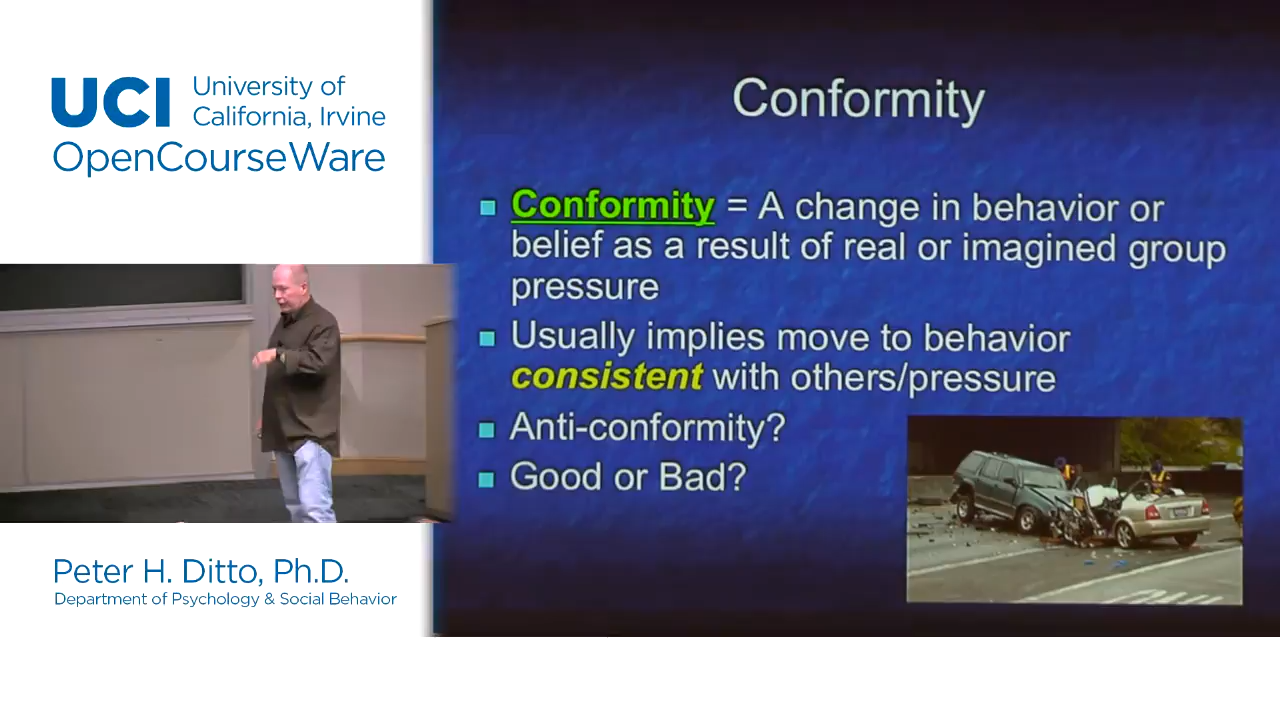 UCI University of
California, Irvine
OpenCourseWare
Conformity
Conformity = A change in behavior or
belief as a result of real or imagined group
pressure
Usually implies move to behavior
consistent with others/pressure
Anti-conformity?
Good or Bad?
Peter H. Ditto, Ph.D.
Department of Psychology & Social Behavior